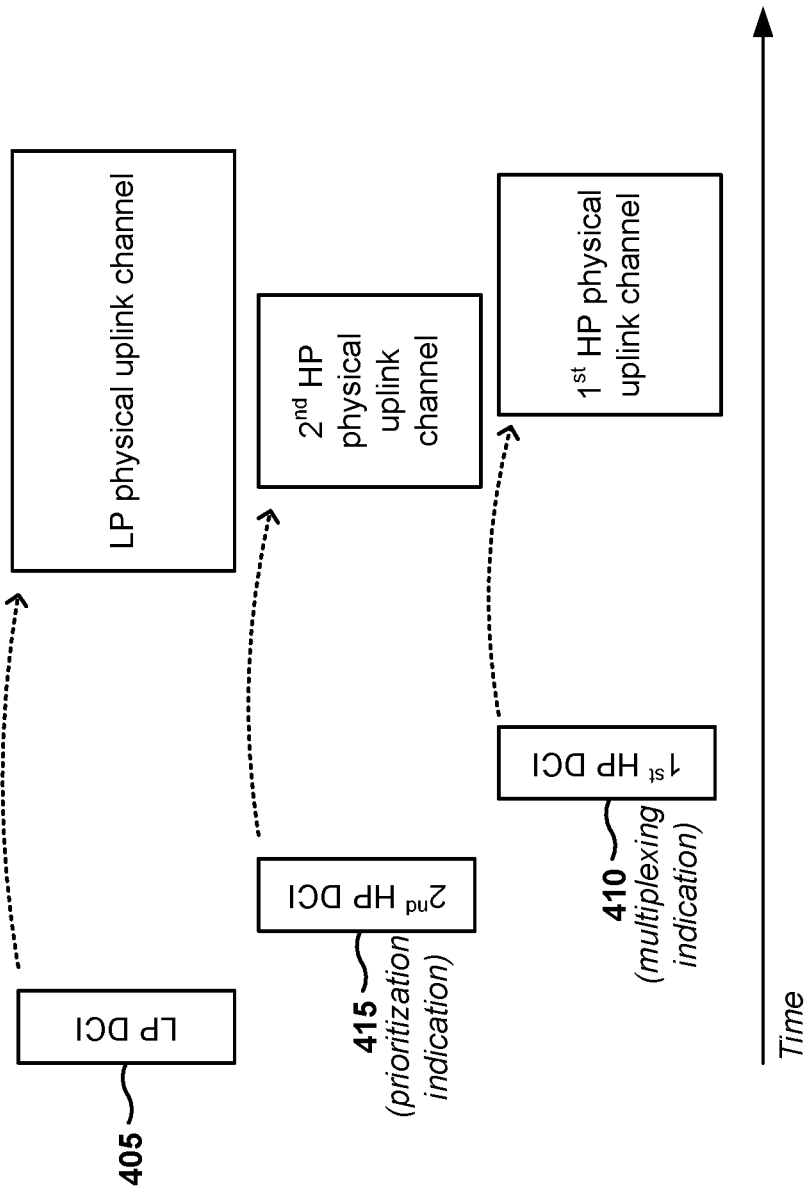 LP physical uplink channel
2nd HP
physical
uplink
channel
1st HP physical
uplink channel
LP DCI
2nd HP DCI
1st HP DCI
405
415
(prioritization
indication)
410
(multiplexing
indication)
Time